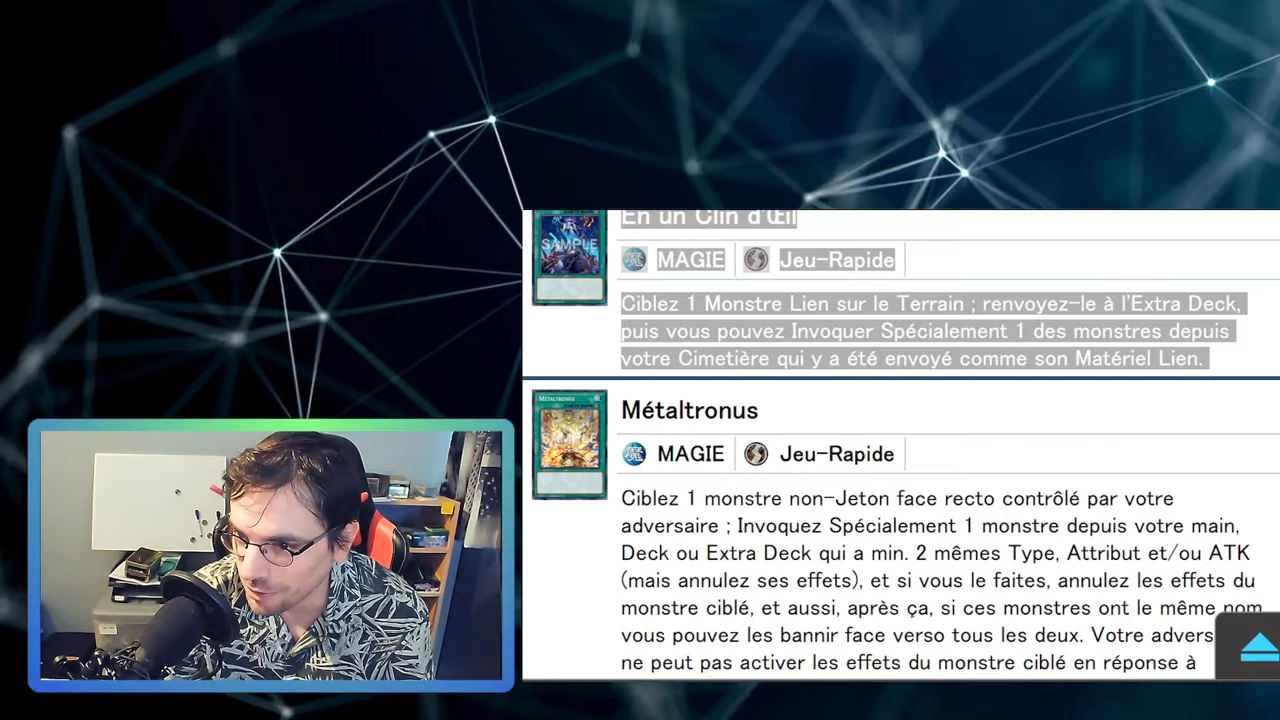 En un Clin d'Œil
SAMPLE
MAGIE
Jeu-Rapide
Ciblez 1 Monstre Lien sur le Terrain ; renvoyez-le à l'Extra Deck,
puis vous pouvez Invoquer Spécialement 1 des monstres depuis
votre Cimetière qui y a été envoyé comme son Matériel Lien.
MÉTALTRONUS
SAMPLE
Métaltronus
MAGIE
Jeu-Rapide
Ciblez 1 monstre non-Jeton face recto contrôlé par votre
adversaire ; Invoquez Spécialement 1 monstre depuis votre main,
Deck ou Extra Deck qui a min. 2 mêmes Type, Attribut et/ou ATK
(mais annulez ses effets), et si vous le faites, annulez les effets du
monstre ciblé, et aussi, après ça, si ces monstres ont le même nom
vous pouvez les bannir face verso tous les deux. Votre advers
ne peut pas activer les effets du monstre ciblé en réponse à